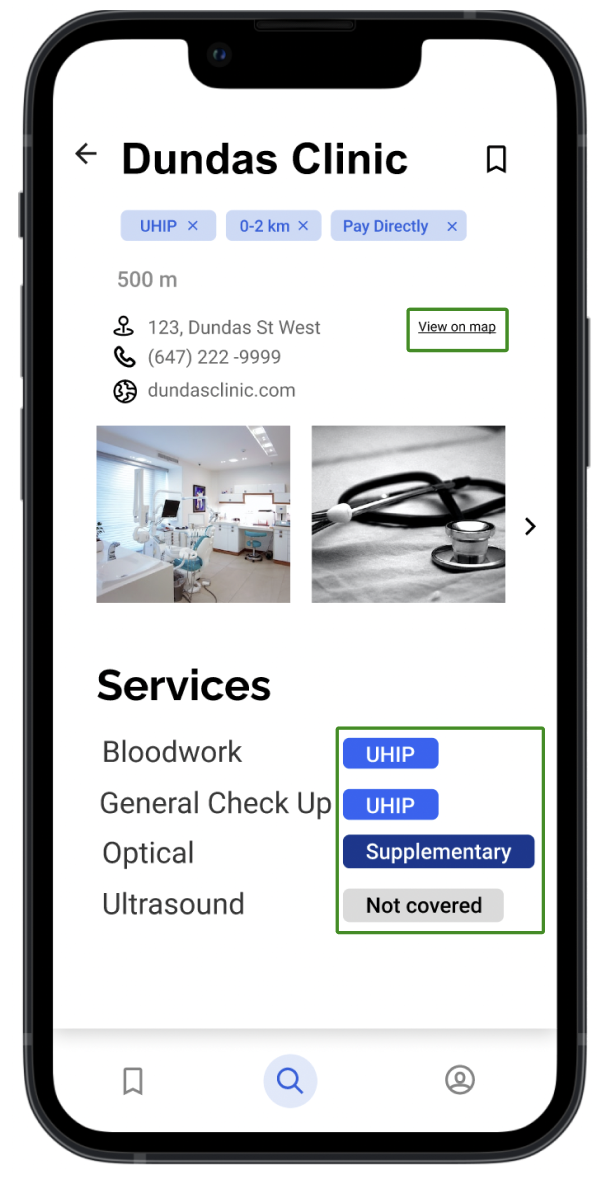 Dundas Clinic
UHIP × 0-2 km × Pay Directly ×
500 m
123, Dundas St West View on map
(647) 222 -9999
dundasclinic.com
Services
Bloodwork UHIP
General Check Up UHIP
Optical Supplementary
Ultrasound Not covered